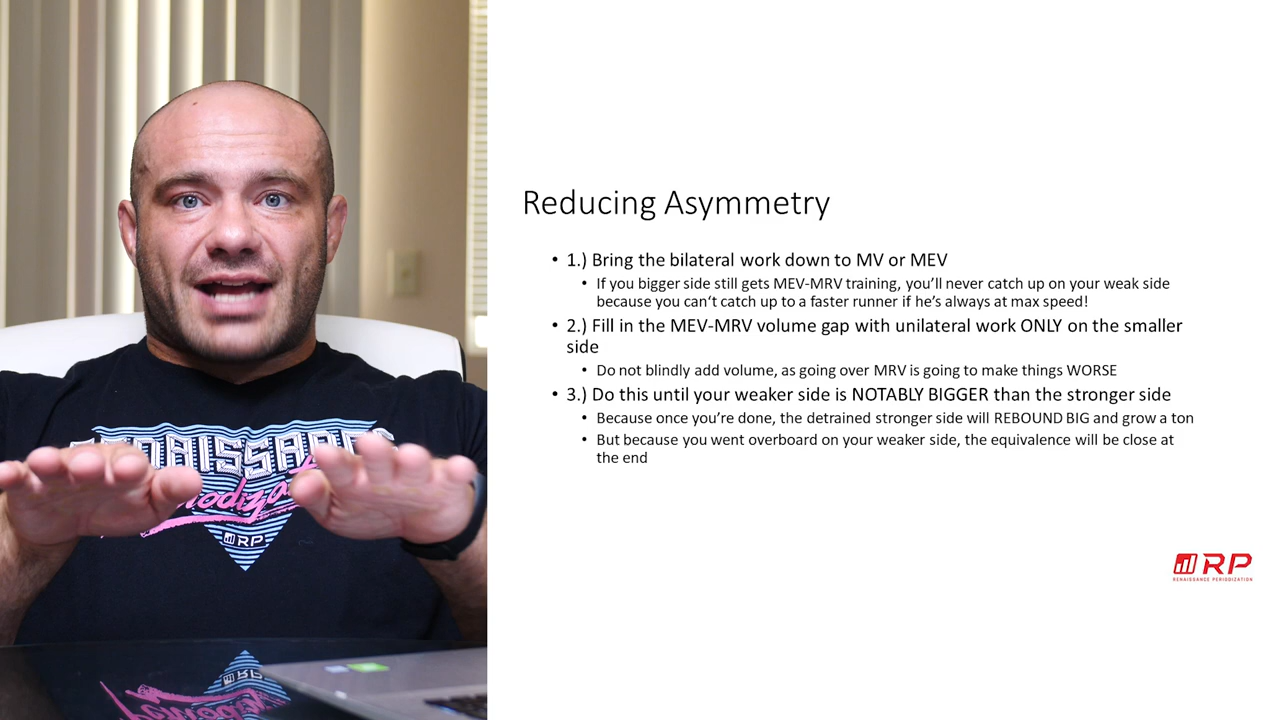 RENAISSANCE
Periodization
RP
Reducing Asymmetry
• 1.) Bring the bilateral work down to MV or MEV
• If you bigger side still gets MEV-MRV training, you’ll never catch up on your weak side
because you can‘t catch up to a faster runner if he’s always at max speed!
• 2.) Fill in the MEV-MRV volume gap with unilateral work ONLY on the smaller
side
• Do not blindly add volume, as going over MRV is going to make things WORSE
• 3.) Do this until your weaker side is NOTABLY BIGGER than the stronger side
• Because once you’re done, the detrained stronger side will REBOUND BIG and grow a ton
• But because you went overboard on your weaker side, the equivalence will be close at
the end
RP
RENAISSANCE PERIODIZATION